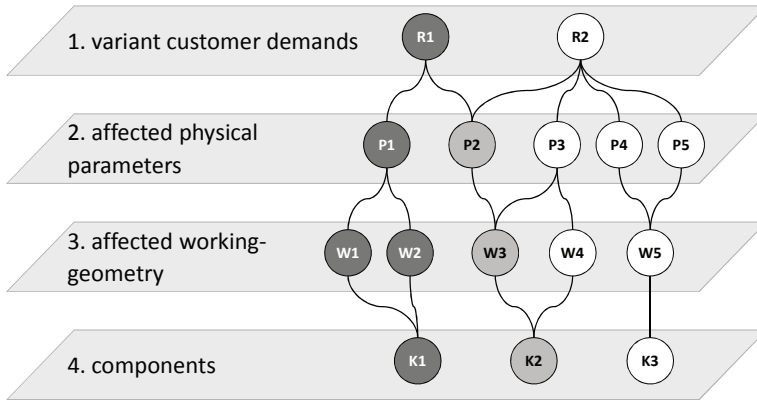 1. variant customer demands
R1
R2
2. affected physical
parameters
P1
P2
P3
P4
P5
3. affected working-
geometry
W1
W2
W3
W4
W5
4. components
K1
K2
K3